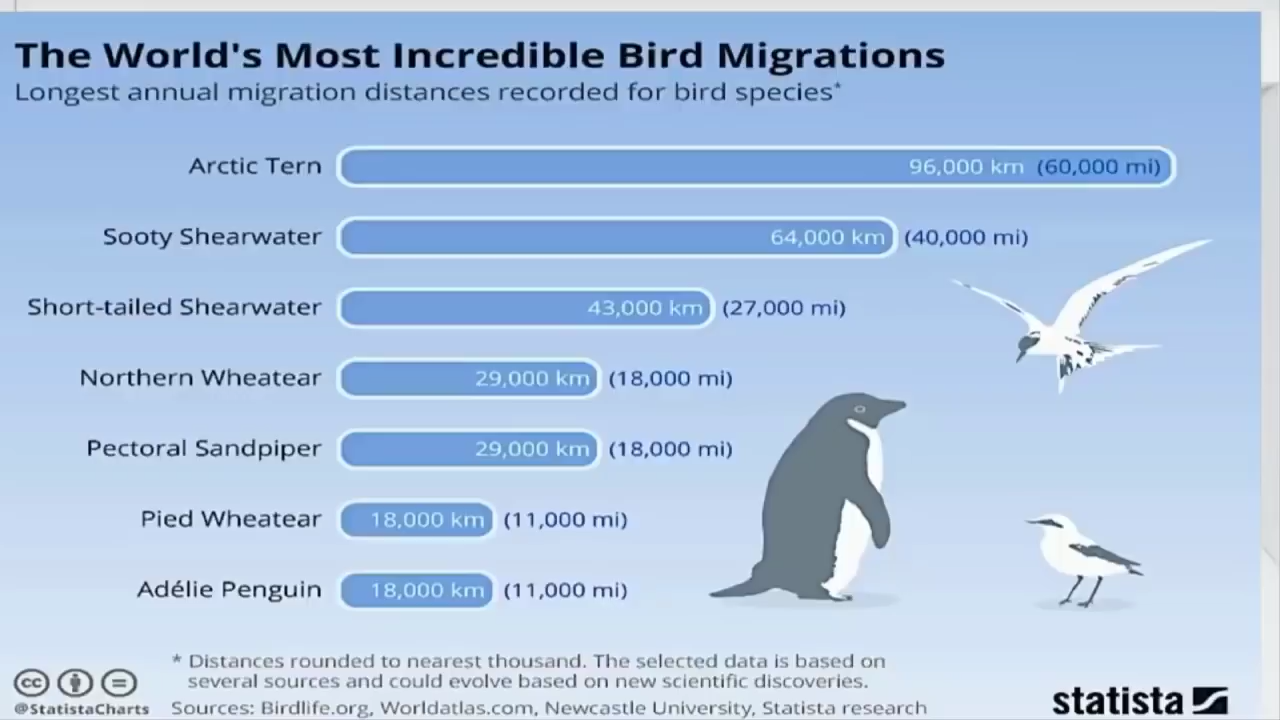 The World's Most Incredible Bird Migrations
Longest annual migration distances recorded for bird species*
Arctic Tern 96,000 km (60,000 mi)
Sooty Shearwater 64,000 km (40,000 mi)
Short-tailed Shearwater 43,000 km (27,000 mi)
Northern Wheatear 29,000 km (18,000 mi)
Pectoral Sandpiper 29,000 km (18,000 mi)
Pied Wheatear 18,000 km (11,000 mi)
Adélie Penguin 18,000 km (11,000 mi)
* Distances rounded to nearest thousand. The selected data is based on
several sources and could evolve based on new scientific discoveries.
cc =
@StatistaCharts Sources: Birdlife.org, Worldatlas.com, Newcastle University, Statista research
statista